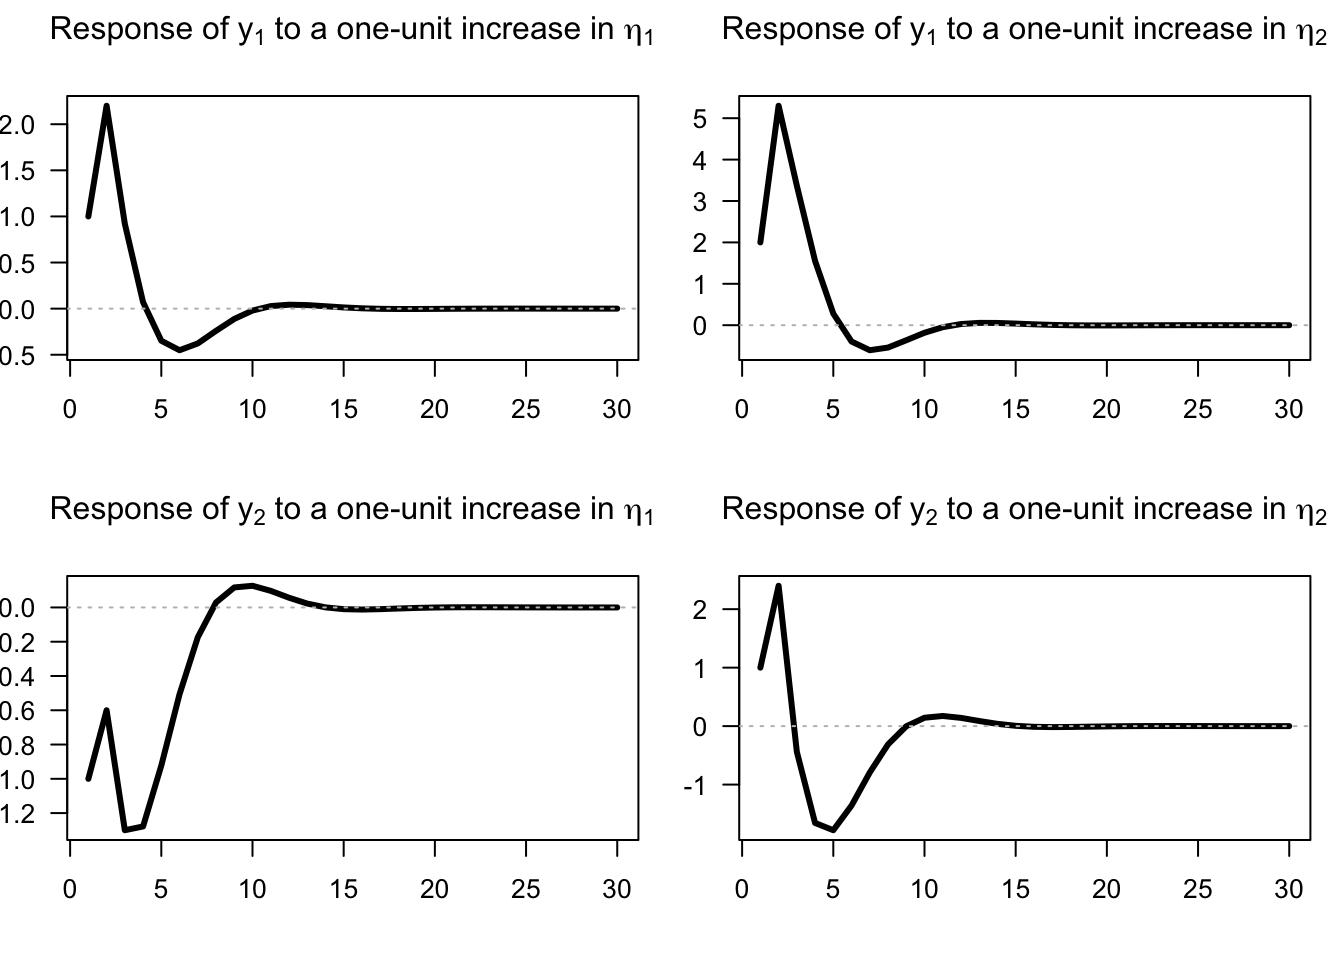 Response of y₁ to a one-unit increase in η₁
2.0
1.5
1.0
0.5
0.0
0.5
0 5 10 15 20 25 30
Response of y₁ to a one-unit increase in η₂
5
4
3
2
1
0
0 5 10 15 20 25 30
Response of y₂ to a one-unit increase in η₁
0.0
0.2
0.4
0.6
0.8
1.0
1.2
0 5 10 15 20 25 30
Response of y₂ to a one-unit increase in η₂
2
1
0
-1
0 5 10 15 20 25 30